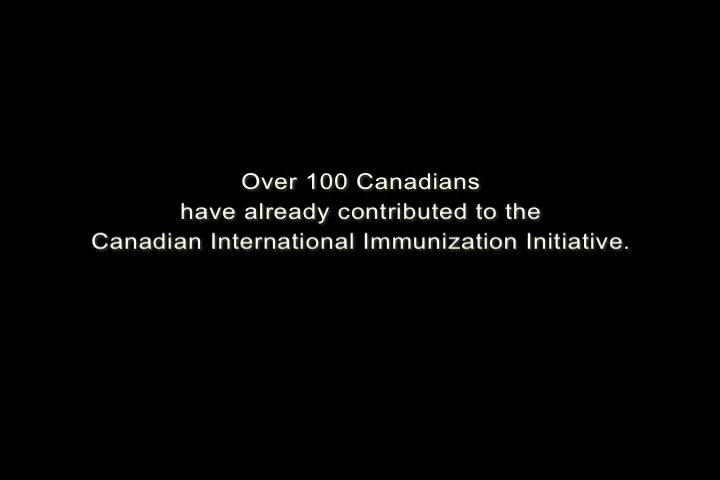 Over 100 Canadians
have already contributed to the
Canadian International Immunization Initiative.